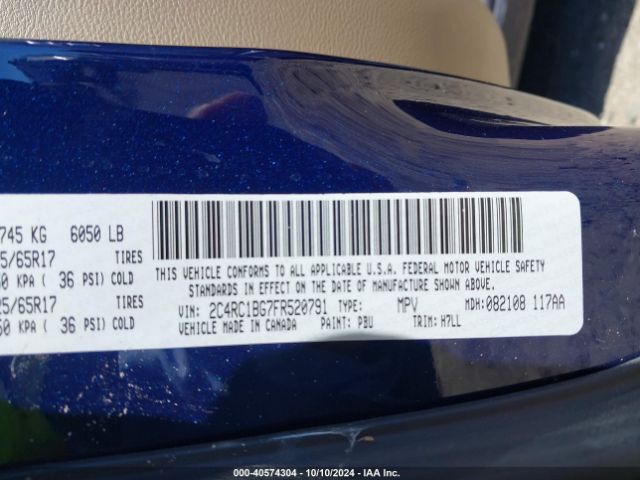 745 KG 6050 LB
5/65R17 TIRES
0 KPA ( 36 PSI) COLD
25/65R17 TIRES
50 KPA ( 36 PSI) COLD
THIS VEHICLE CONFORMS TO ALL APPLICABLE U.S.A. FEDERAL MOTOR VEHICLE SAFETY
STANDARDS IN EFFECT ON THE DATE OF MANUFACTURE SHOWN ABOVE.
VIN: 2C4RC1BG7FR520791 TYPE: MPV MDH: 082108 117AA
VEHICLE MADE IN CANADA PAINT: PBU TRIM: H7LL
000-40574304 | 10/10/2024 | IAA, Inc.